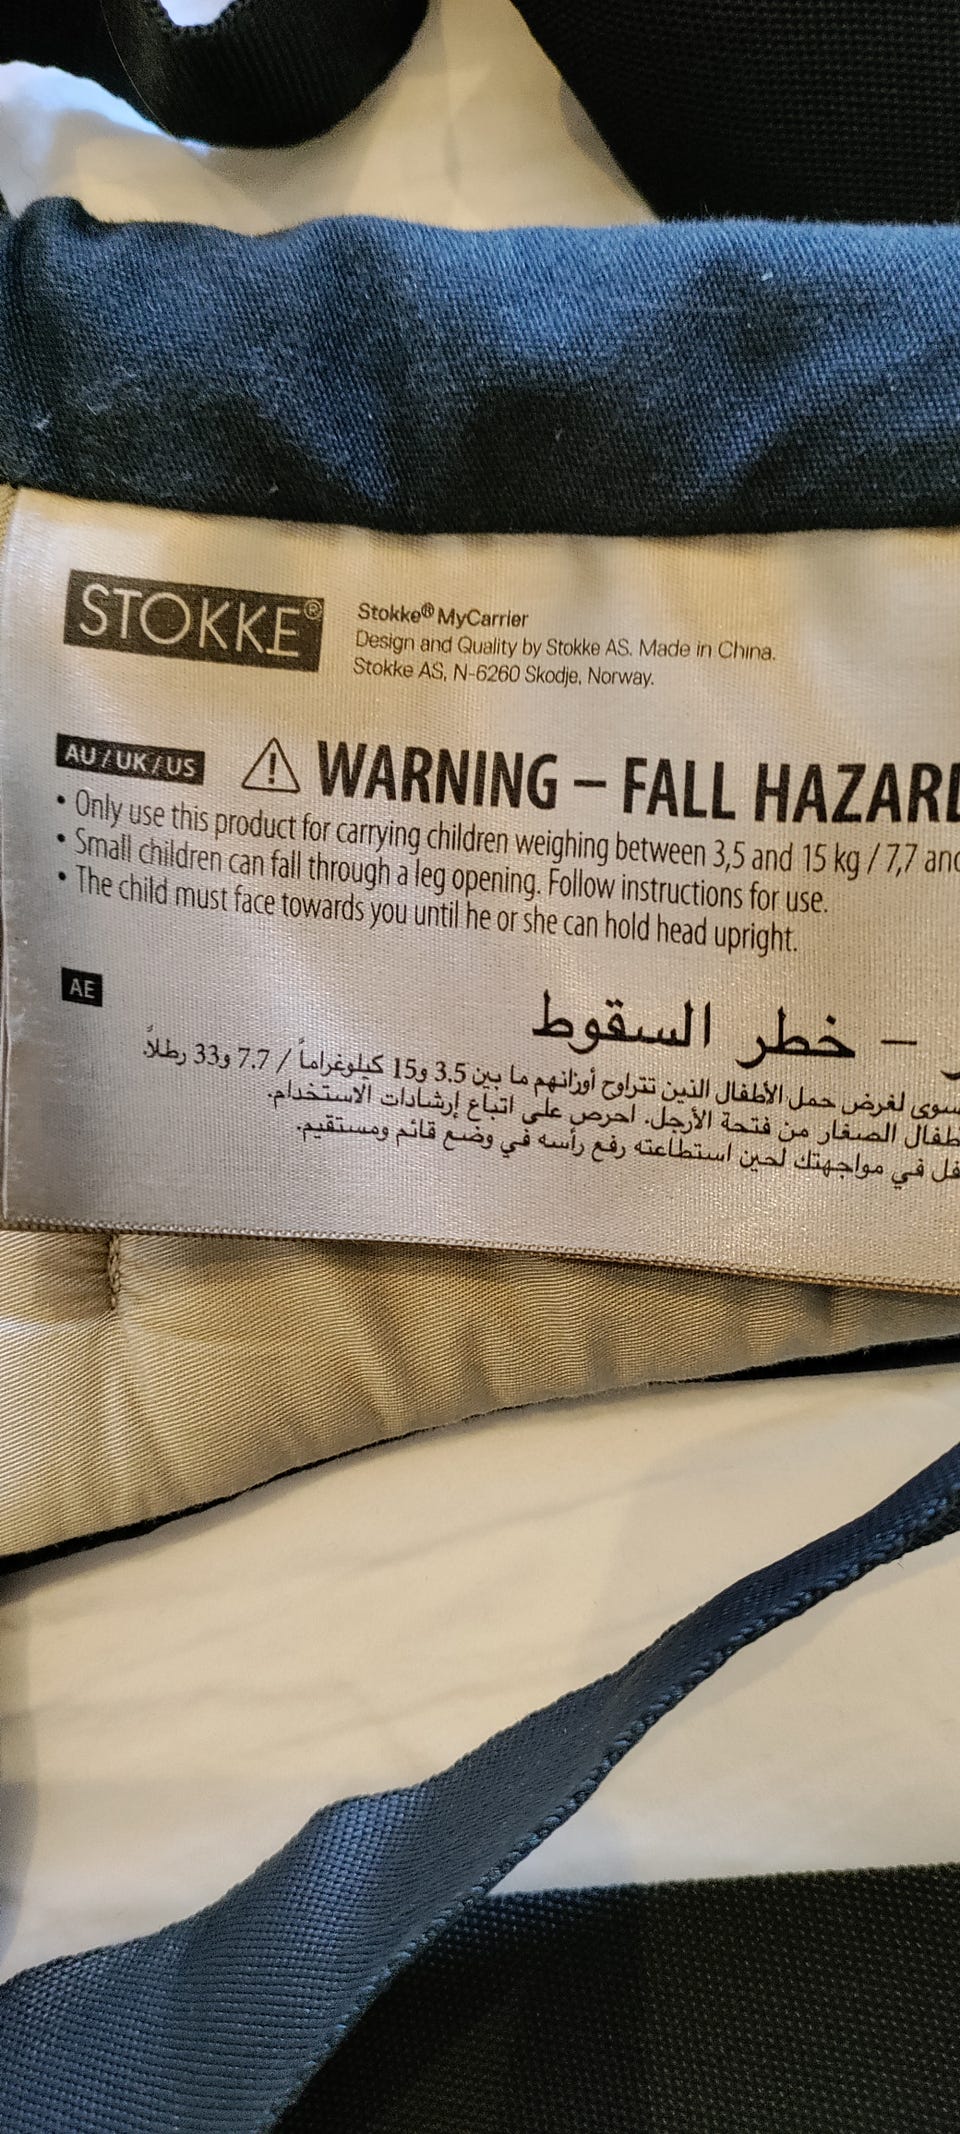 STOKKE®
Stokke® MyCarrier
Design and Quality by Stokke AS. Made in China.
Stokke AS, N-6260 Skodje, Norway.
AU/UK/US
WARNING – FALL HAZARD
• Only use this product for carrying children weighing between 3,5 and 15 kg / 7,7 and
• Small children can fall through a leg opening. Follow instructions for use.
• The child must face towards you until he or she can hold head upright.
AE
– خطر السقوط
سوى لغرض حمل الأطفال الذين تتراوح أوزانهم ما بين 3.5 و15 كيلوغراماً / 7.7 و33 رطلاً.
الصغار من فتحة الأرجل. احرص على اتباع إرشادات الاستخدام.
في مواجهتك لحين استطاعته رفع رأسه في وضع قائم ومستقيم.